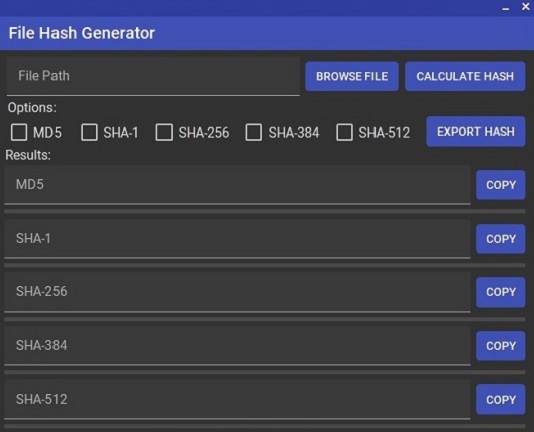 File Hash Generator
File Path BROWSE FILE CALCULATE HASH
Options:
MD5 SHA-1 SHA-256 SHA-384 SHA-512 EXPORT HASH
Results:
MD5 COPY
SHA-1 COPY
SHA-256 COPY
SHA-384 COPY
SHA-512 COPY